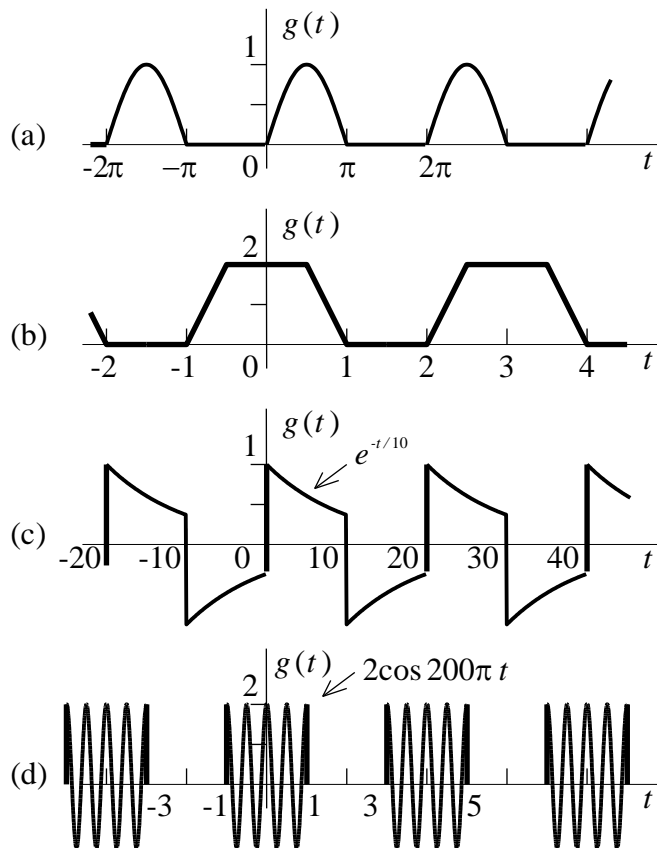 g(t)
1
(a)
-2π −π 0 π 2π t
g(t)
2
(b)
-2 -1 0 1 2 3 4 t
g(t)
1
e^{-t/10}
(c)
-20 -10 0 10 20 30 40 t
g(t) 2cos 200π t
2
(d)
-3 -1 1 3 5 t